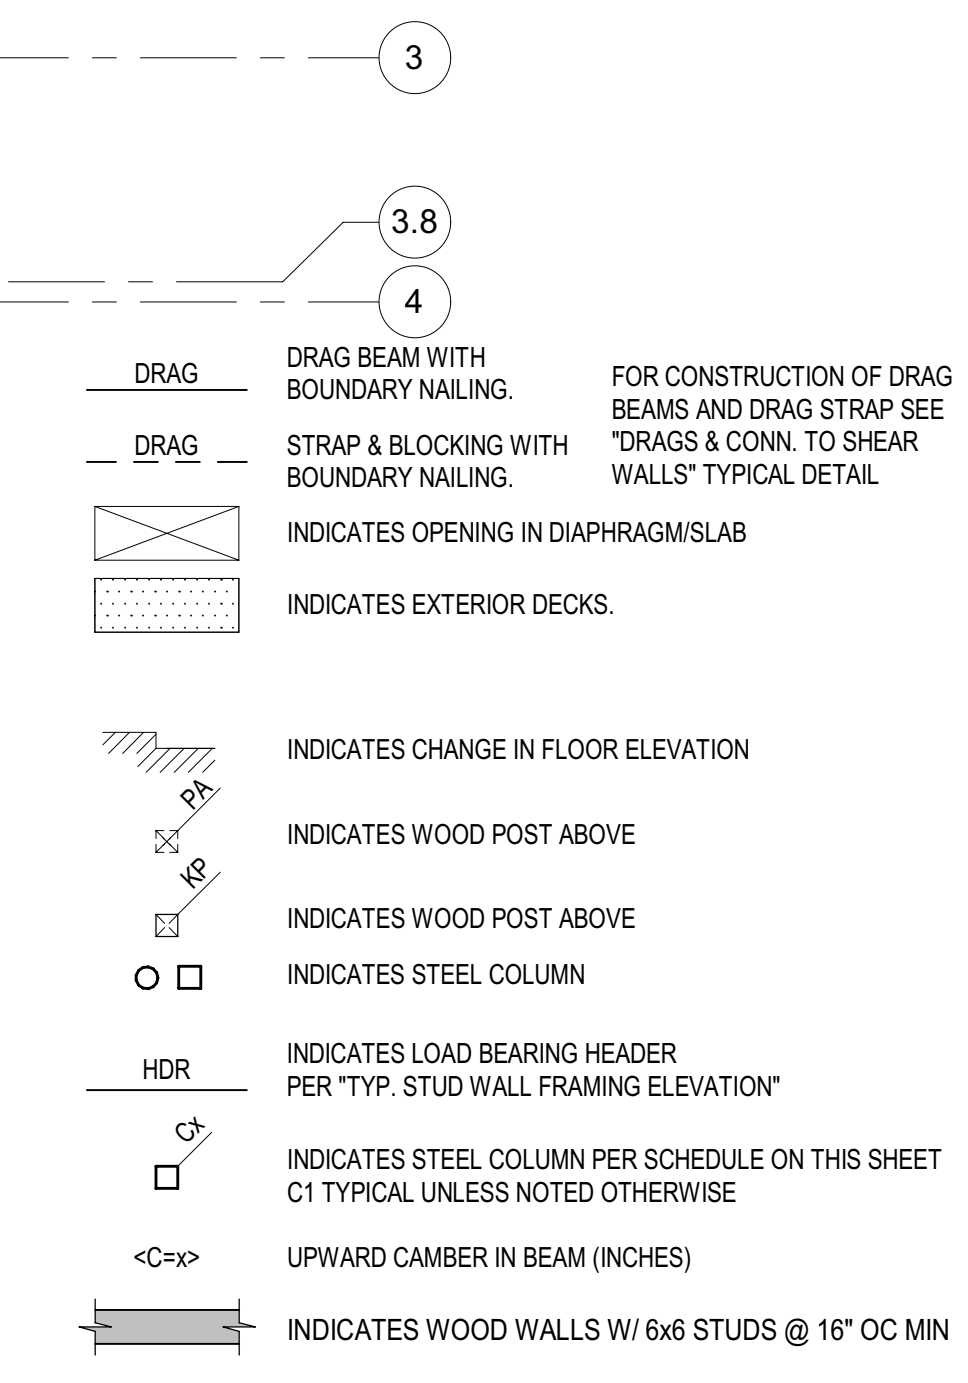 3
3.8
4
DRAG
DRAG BEAM WITH
BOUNDARY NAILING.
DRAG
STRAP & BLOCKING WITH
BOUNDARY NAILING.
FOR CONSTRUCTION OF DRAG
BEAMS AND DRAG STRAP SEE
"DRAGS & CONN. TO SHEAR
WALLS" TYPICAL DETAIL
INDICATES OPENING IN DIAPHRAGM/SLAB
INDICATES EXTERIOR DECKS.
INDICATES CHANGE IN FLOOR ELEVATION
PA
INDICATES WOOD POST ABOVE
KP
INDICATES WOOD POST ABOVE
INDICATES STEEL COLUMN
HDR
INDICATES LOAD BEARING HEADER
PER "TYP. STUD WALL FRAMING ELEVATION"
Cx
INDICATES STEEL COLUMN PER SCHEDULE ON THIS SHEET
C1 TYPICAL UNLESS NOTED OTHERWISE
<C=x>
UPWARD CAMBER IN BEAM (INCHES)
INDICATES WOOD WALLS W/ 6x6 STUDS @ 16" OC MIN